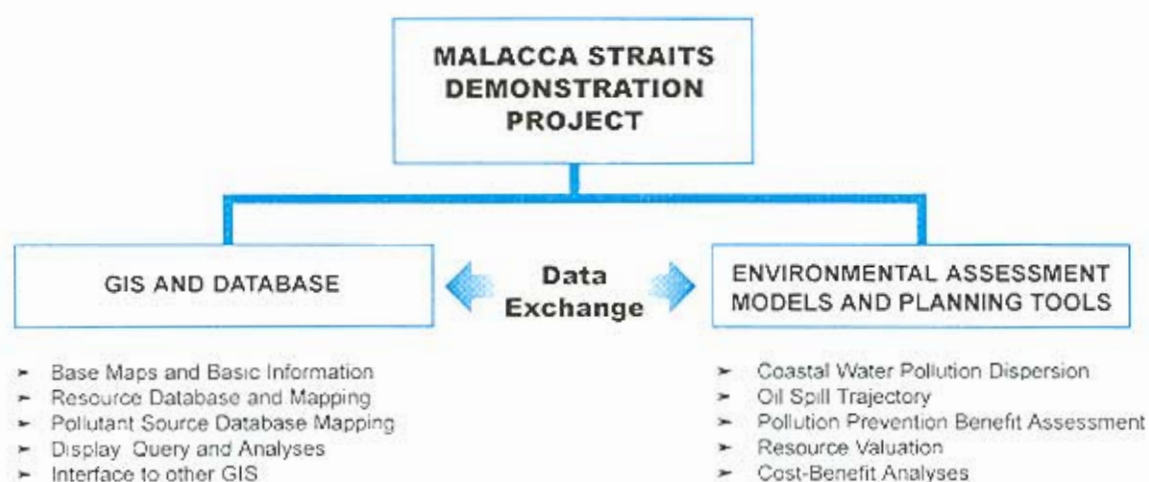 MALACCA STRAITS
DEMONSTRATION
PROJECT
GIS AND DATABASE
Data
Exchange
ENVIRONMENTAL ASSESSMENT
MODELS AND PLANNING TOOLS
➢ Base Maps and Basic Information
➢ Resource Database and Mapping
➢ Pollutant Source Database Mapping
➢ Display Query and Analyses
➢ Interface to other GIS
➢ Coastal Water Pollution Dispersion
➢ Oil Spill Trajectory
➢ Pollution Prevention Benefit Assessment
➢ Resource Valuation
➢ Cost-Benefit Analyses